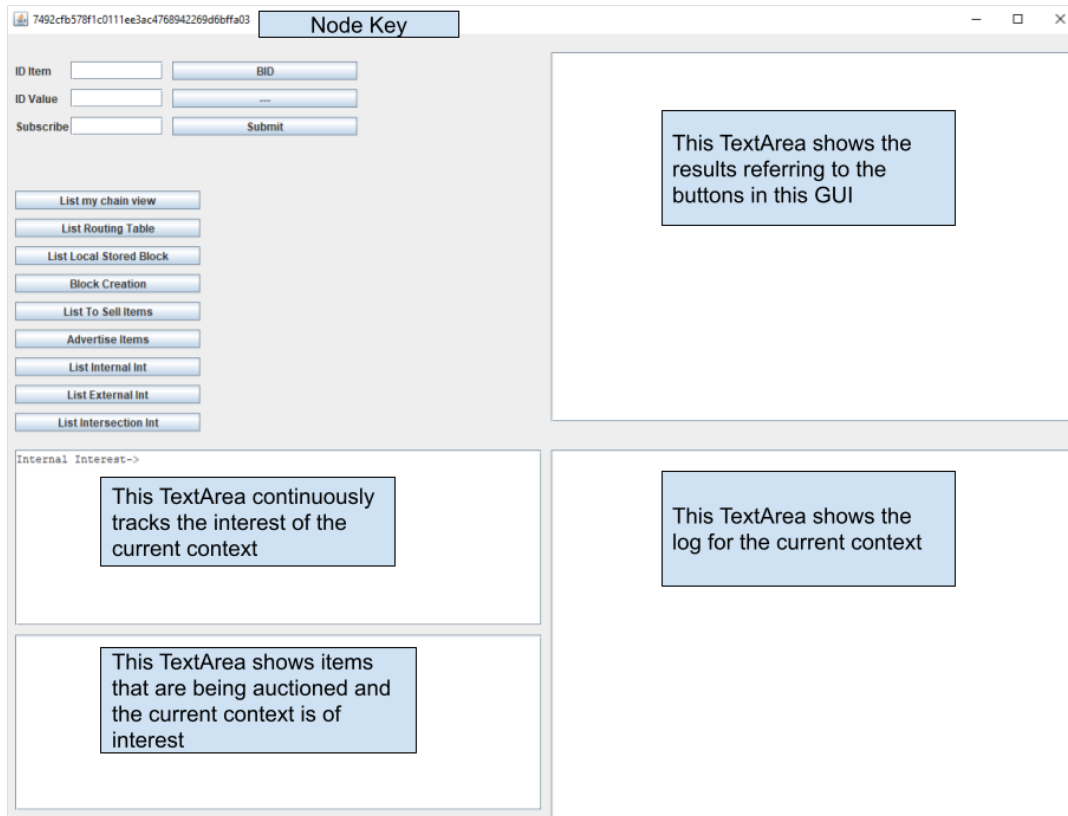 7492cfb578f1c0111ee3ac4768942269d6bffa03
Node Key
ID Item
BID
ID Value
---
Subscribe
Submit
List my chain view
List Routing Table
List Local Stored Block
Block Creation
List To Sell Items
Advertise Items
List Internal Int
List External Int
List Intersection Int
This TextArea shows the
results referring to the
buttons in this GUI
Internal Interest->
This TextArea continuously
tracks the interest of the
current context
This TextArea shows the
log for the current context
This TextArea shows items
that are being auctioned and
the current context is of
interest